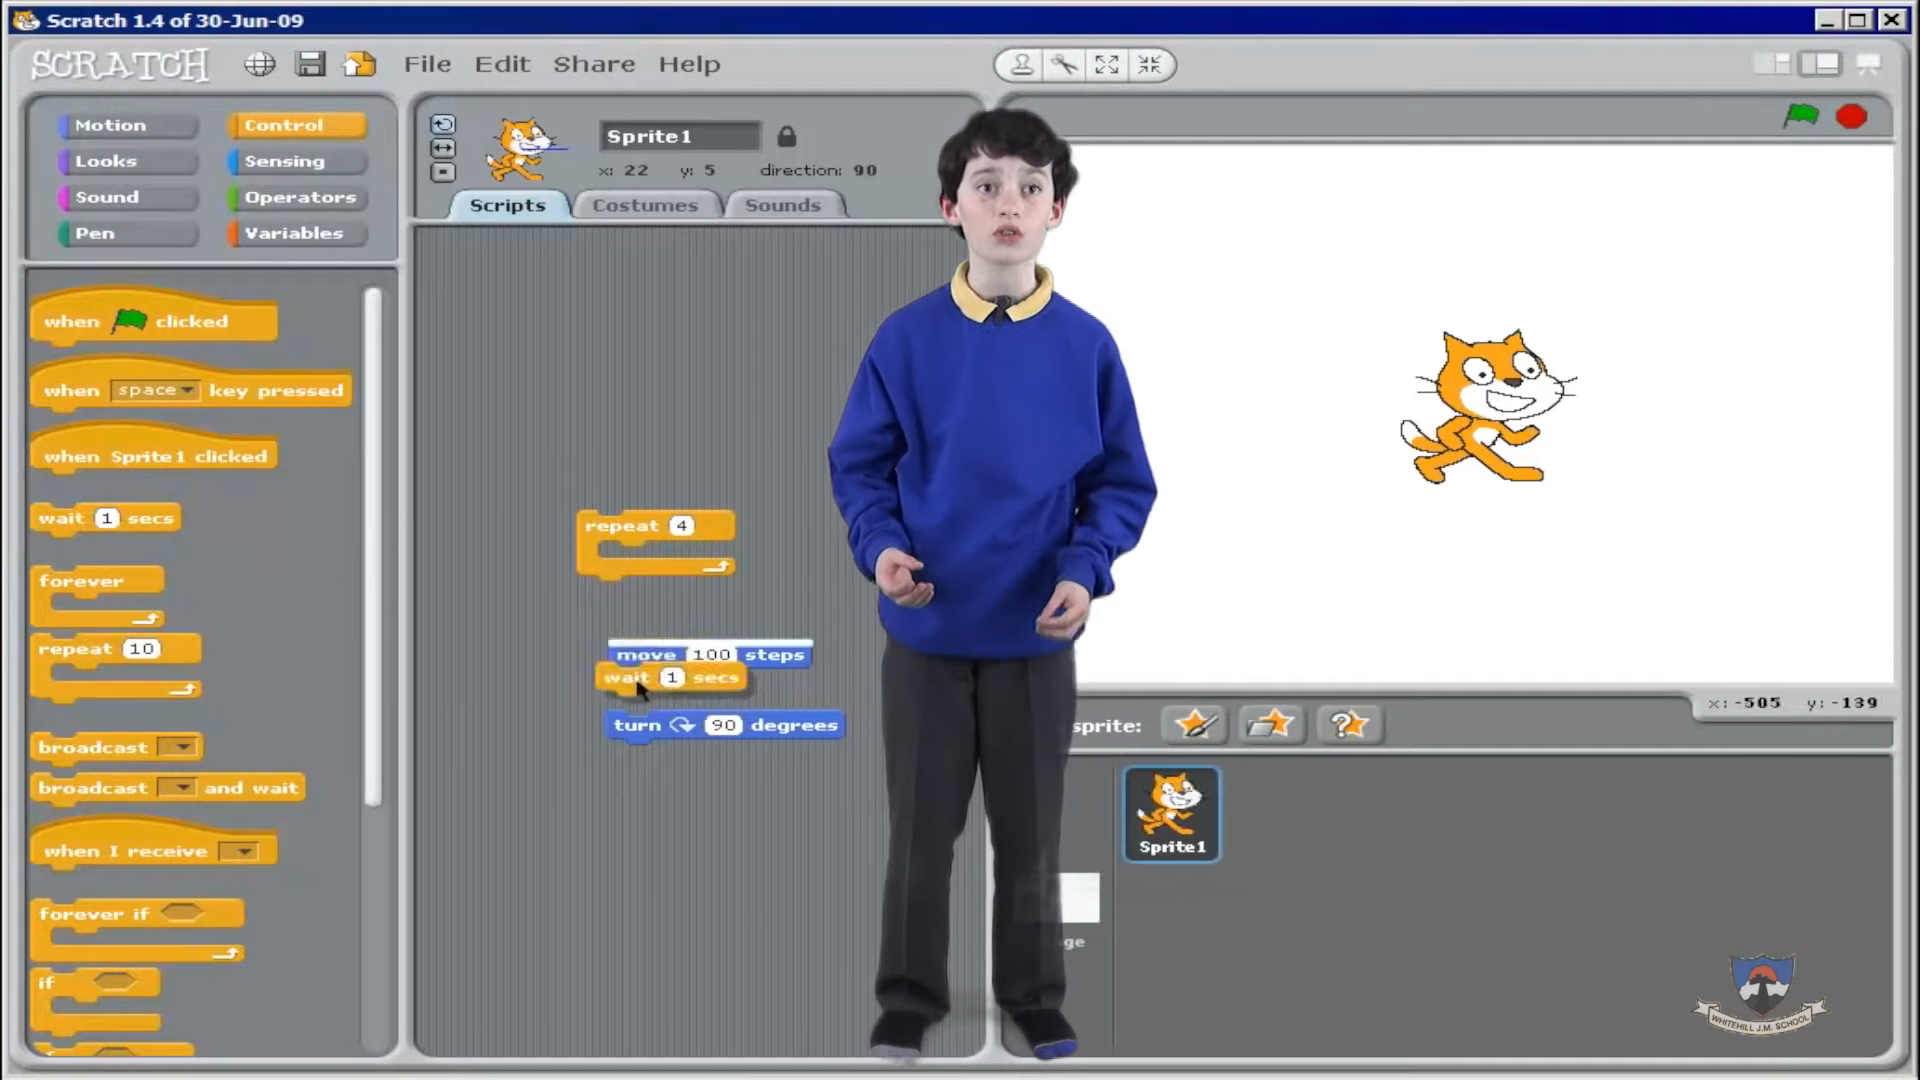 Scratch 1.4 of 30-Jun-09
SCRATCH
File Edit Share Help
Motion
Control
Looks
Sensing
Sound
Operators
Pen
Variables
Sprite1
x: 22 y: 5 direction: 90
Scripts
Costumes
Sounds
when clicked
when space key pressed
when Sprite1 clicked
wait 1 secs
forever
repeat 10
broadcast
broadcast and wait
when I receive
forever if
if
repeat 4
move 100 steps
wait 1 secs
turn 90 degrees
x: -505 y: -139
sprite:
Sprite1
ge
WHITEHILL J.M. SCHOOL